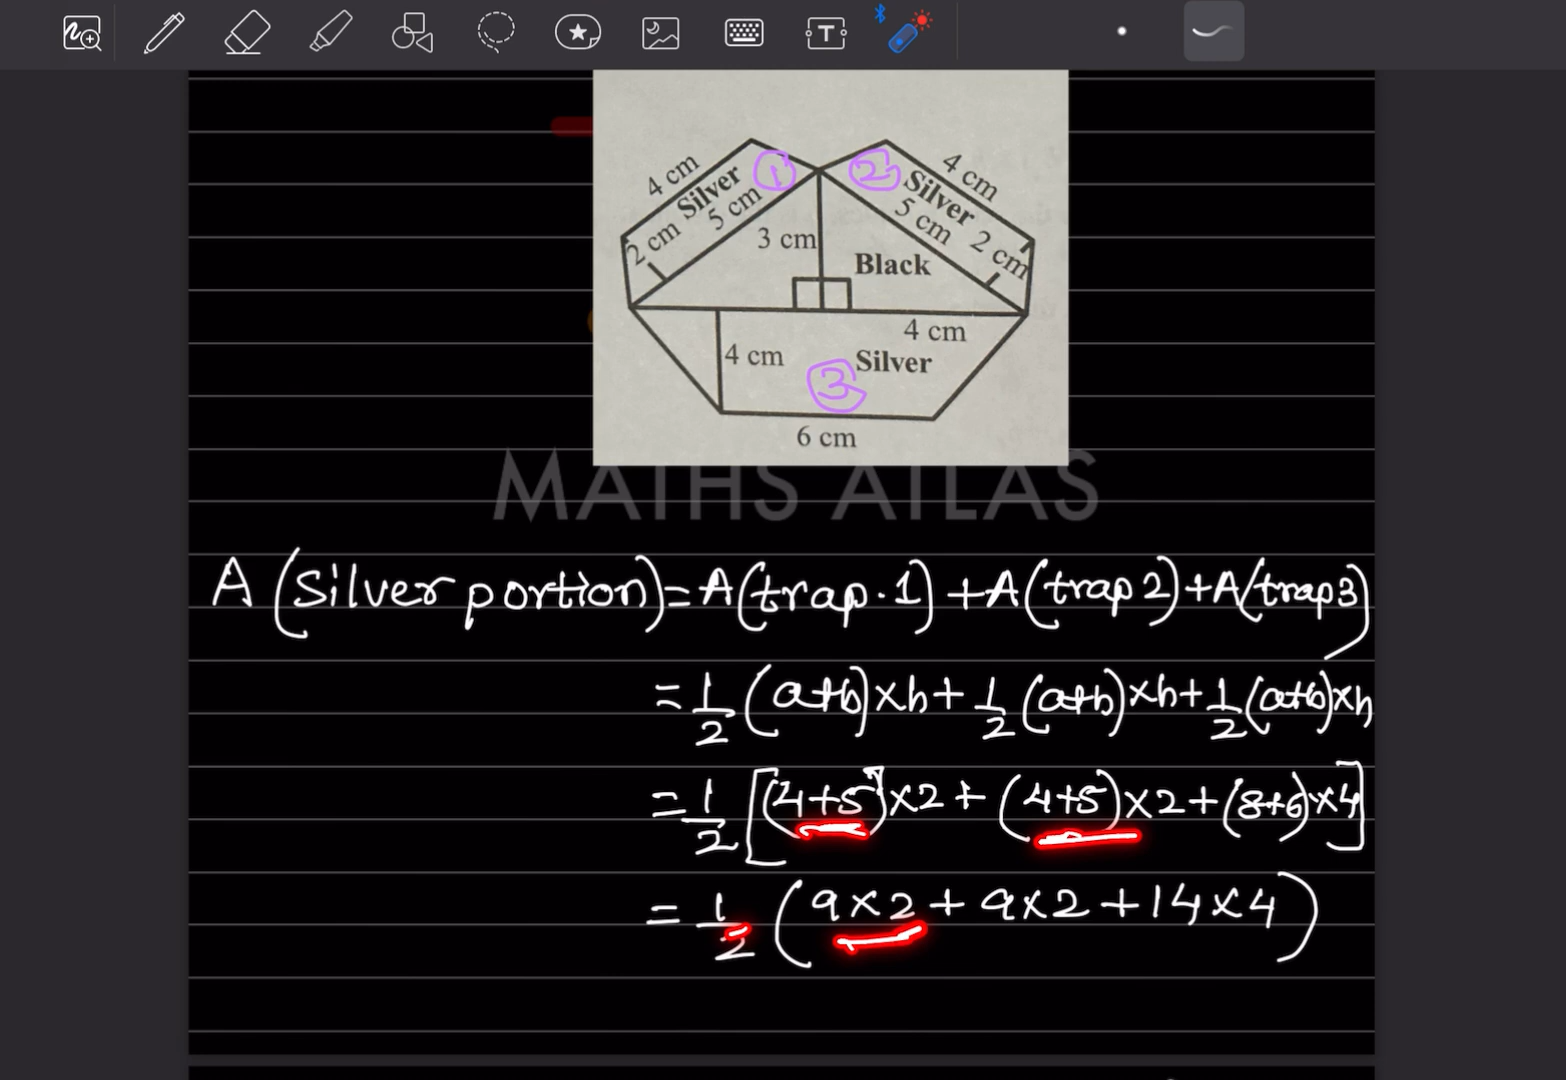 T
4 cm
4 cm
1
2
Silver
Silver
5 cm
5 cm
2 cm
2 cm
3 cm
Black
4 cm
4 cm
Silver
3
6 cm
MATHS ATLAS
A (Silver portion) = A(trap. 1) + A(trap 2) + A(trap 3)
= 1/2 (a+b)×h + 1/2 (a+b)×h + 1/2 (a+b)×h
= 1/2 [(4+5)×2 + (4+5)×2 + (8+6)×4]
= 1/2 (9×2 + 9×2 + 14×4)